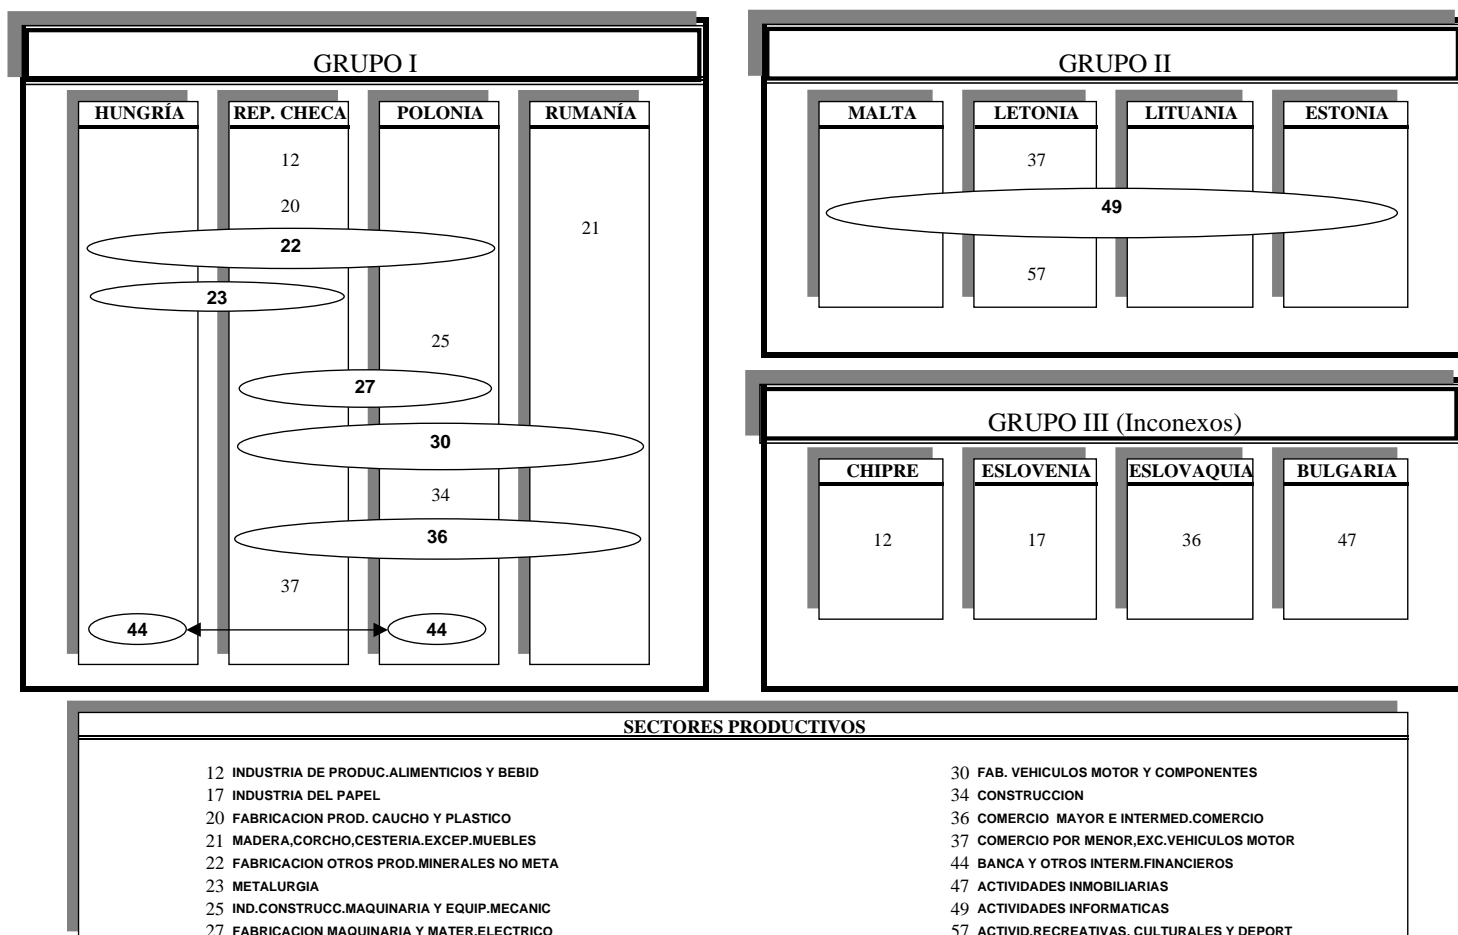 GRUPO I
HUNGRÍA REP. CHECA POLONIA RUMANÍA
12
20
21
22
23
25
27
30
34
36
37
44 44
GRUPO II
MALTA LETONIA LITUANIA ESTONIA
37
49
57
GRUPO III (Inconexos)
CHIPRE ESLOVENIA ESLOVAQUIA BULGARIA
12 17 36 47
SECTORES PRODUCTIVOS
12 INDUSTRIA DE PRODUC.ALIMENTICIOS Y BEBID
17 INDUSTRIA DEL PAPEL
20 FABRICACION PROD. CAUCHO Y PLASTICO
21 MADERA,CORCHO,CESTERIA.EXCEP.MUEBLES
22 FABRICACION OTROS PROD.MINERALES NO META
23 METALURGIA
25 IND.CONSTRUCC.MAQUINARIA Y EQUIP.MECANIC
27 FABRICACION MAQUINARIA Y MATER.ELECTRICO
30 FAB. VEHICULOS MOTOR Y COMPONENTES
34 CONSTRUCCION
36 COMERCIO MAYOR E INTERMED.COMERCIO
37 COMERCIO POR MENOR,EXC.VEHICULOS MOTOR
44 BANCA Y OTROS INTERM.FINANCIEROS
47 ACTIVIDADES INMOBILIARIAS
49 ACTIVIDADES INFORMATICAS
57 ACTIVID.RECREATIVAS, CULTURALES Y DEPORT